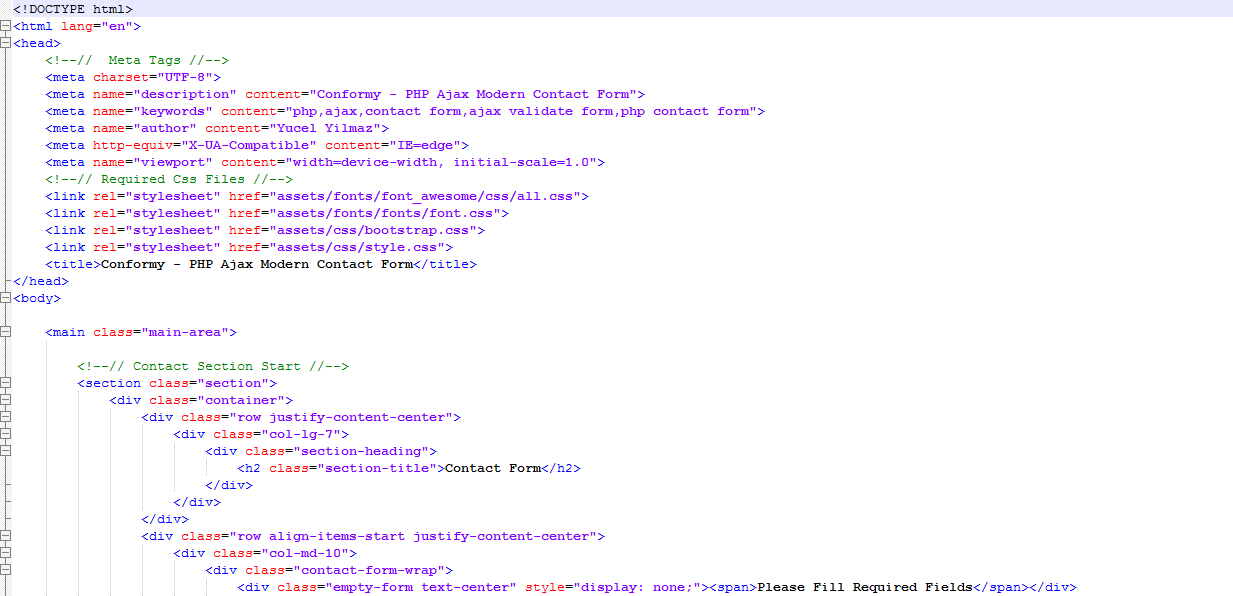 <!DOCTYPE html>
<html lang="en">
<head>
    <!--//  Meta Tags //-->
    <meta charset="UTF-8">
    <meta name="description" content="Conformy - PHP Ajax Modern Contact Form">
    <meta name="keywords" content="php,ajax,contact form,ajax validate form,php contact form">
    <meta name="author" content="Yucel Yilmaz">
    <meta http-equiv="X-UA-Compatible" content="IE=edge">
    <meta name="viewport" content="width=device-width, initial-scale=1.0">
    <!--// Required Css Files //-->
    <link rel="stylesheet" href="assets/fonts/font_awesome/css/all.css">
    <link rel="stylesheet" href="assets/fonts/fonts/font.css">
    <link rel="stylesheet" href="assets/css/bootstrap.css">
    <link rel="stylesheet" href="assets/css/style.css">
    <title>Conformy - PHP Ajax Modern Contact Form</title>
</head>
<body>

    <main class="main-area">

        <!--// Contact Section Start //-->
        <section class="section">
            <div class="container">
                <div class="row justify-content-center">
                    <div class="col-lg-7">
                        <div class="section-heading">
                            <h2 class="section-title">Contact Form</h2>
                        </div>
                    </div>
                </div>
                <div class="row align-items-start justify-content-center">
                    <div class="col-md-10">
                        <div class="contact-form-wrap">
                            <div class="empty-form text-center" style="display: none;"><span>Please Fill Required Fields</span></div>